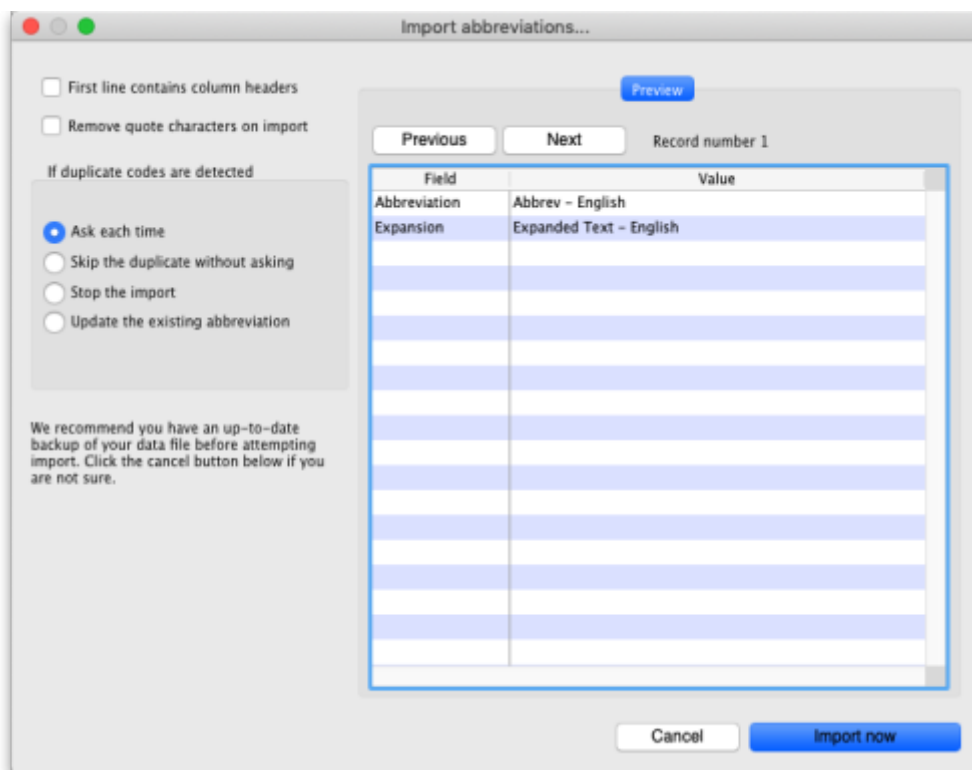 Import abbreviations...
First line contains column headers
Remove quote characters on import
If duplicate codes are detected
Ask each time
Skip the duplicate without asking
Stop the import
Update the existing abbreviation
We recommend you have an up-to-date
backup of your data file before attempting
import. Click the cancel button below if you
are not sure.
Preview
Previous Next Record number 1
Field Value
Abbreviation Abbrev - English
Expansion Expanded Text - English
Cancel Import now